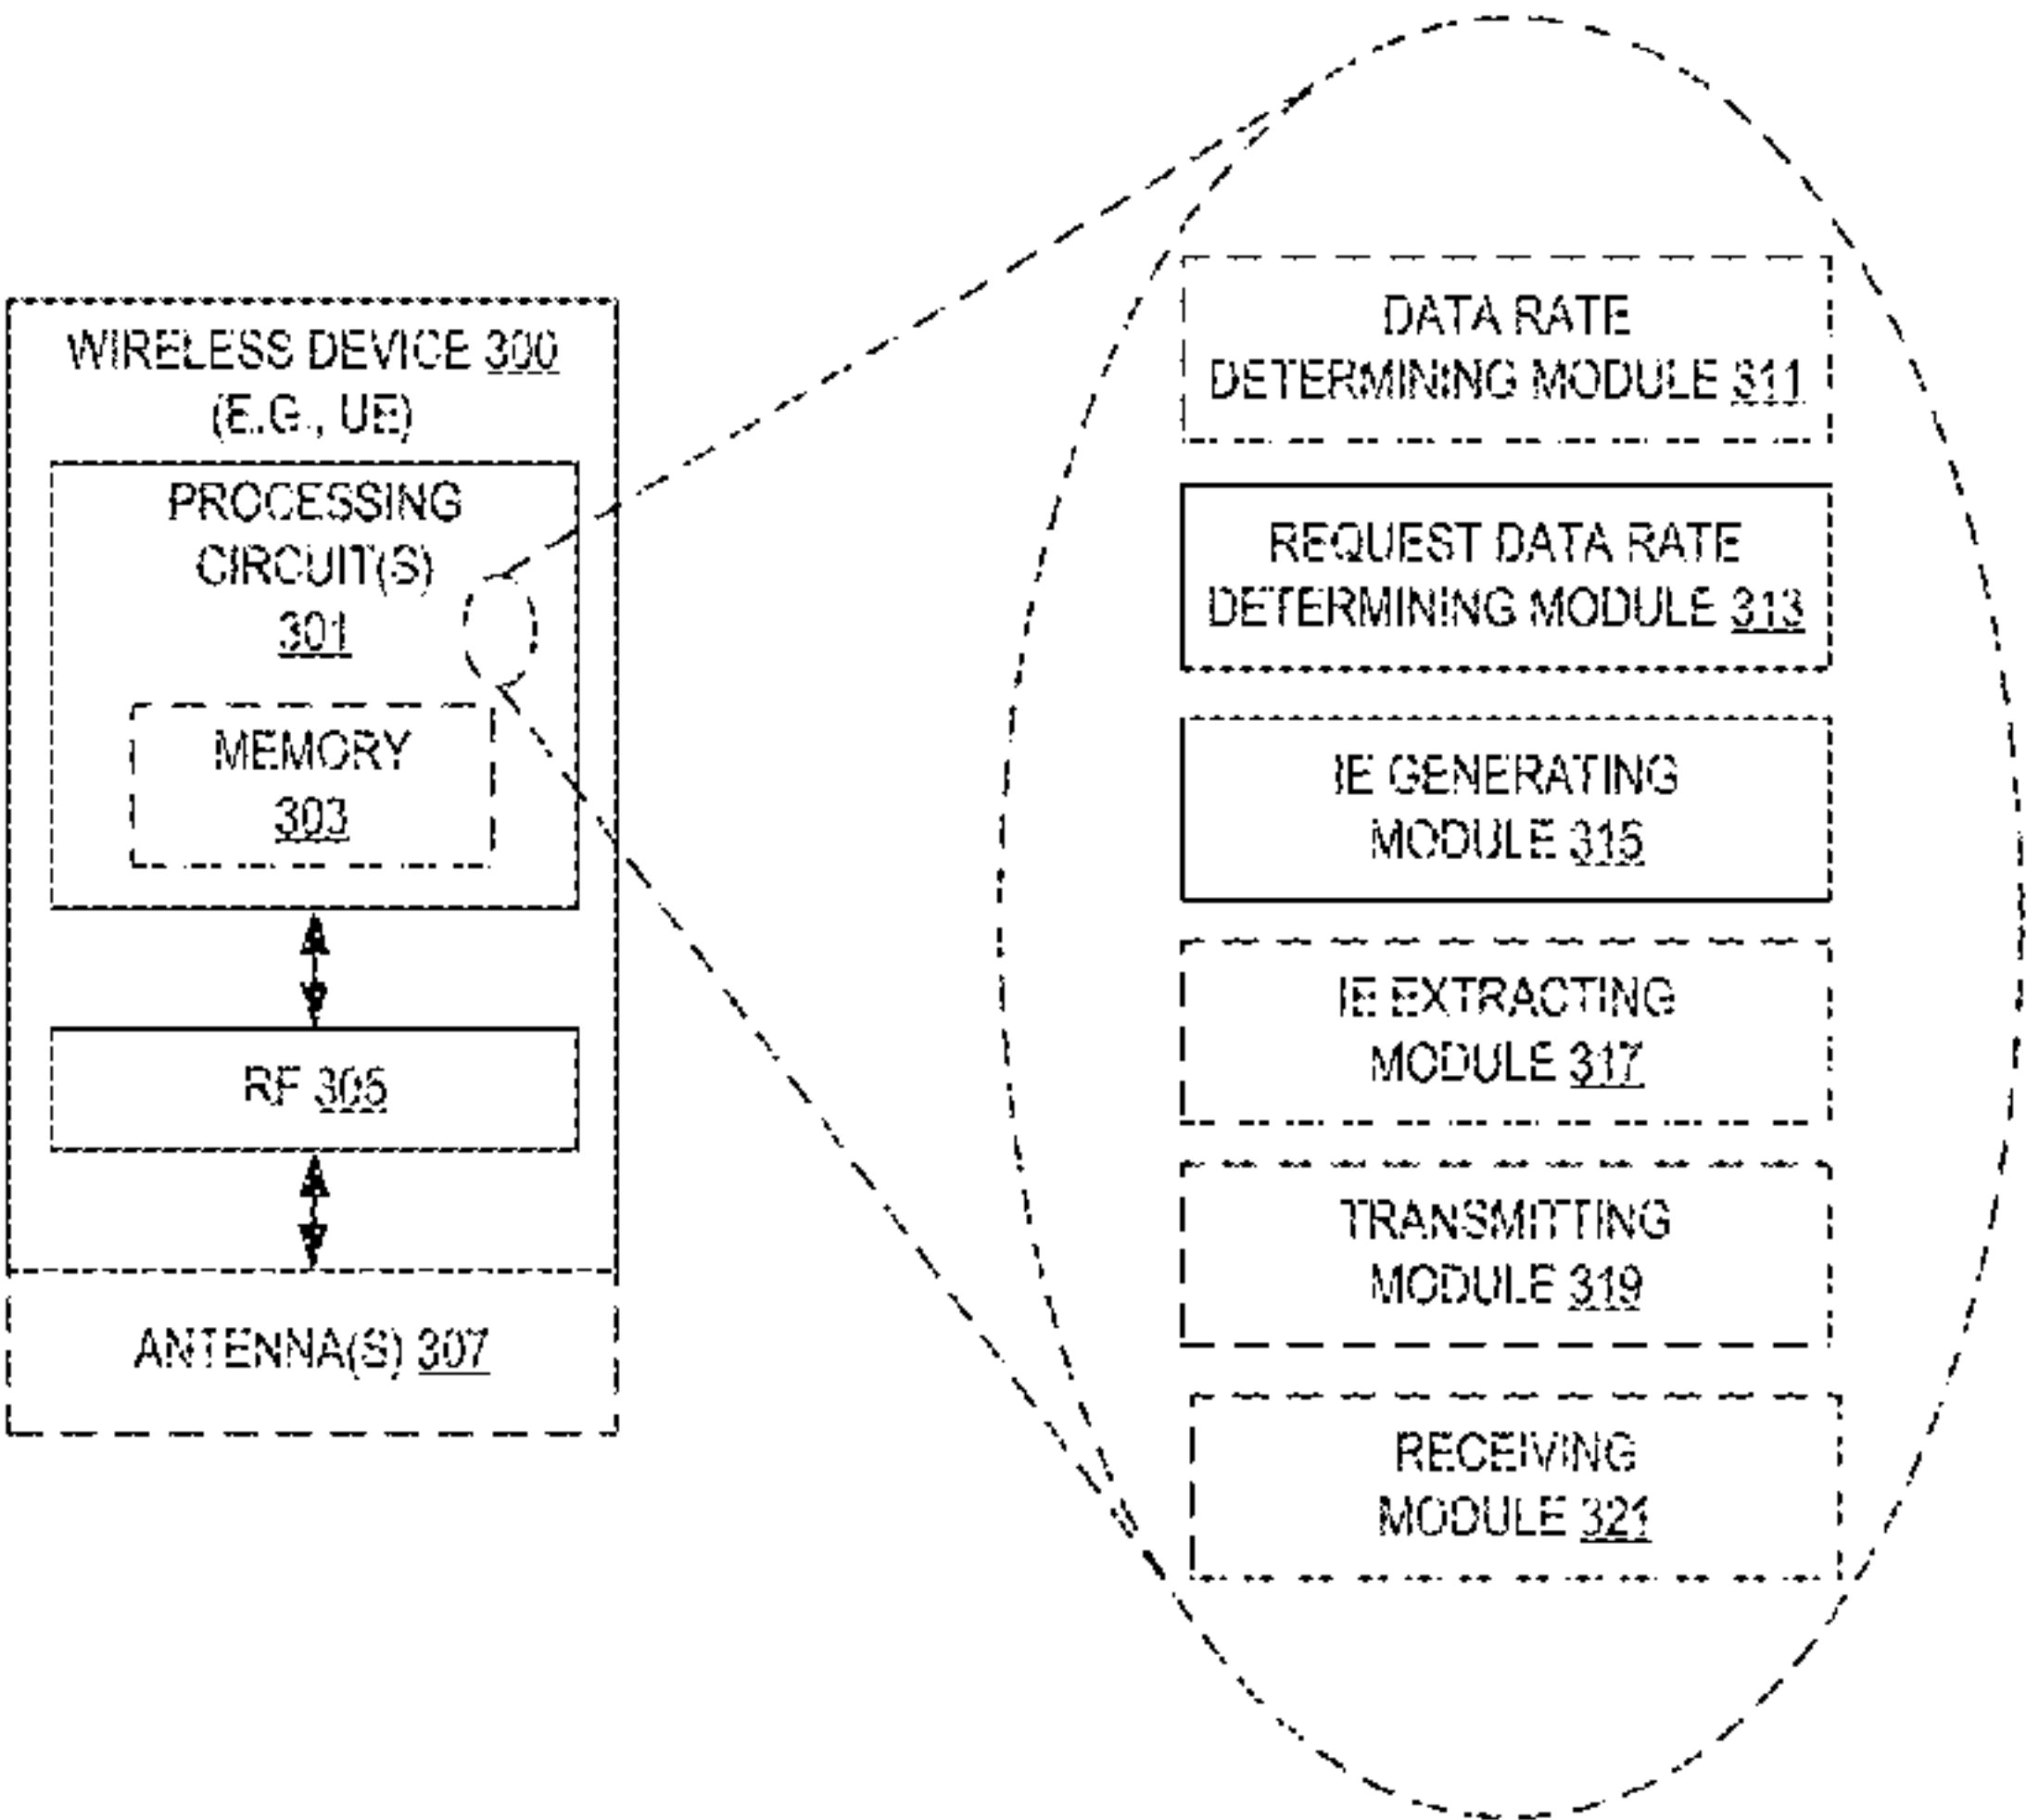 WIRELESS DEVICE 300
(E.G., UE)
PROCESSING
CIRCUIT(S)
301
MEMORY
303
RF 305
ANTENNA(S) 307
DATA RATE
DETERMINING MODULE 311
REQUEST DATA RATE
DETERMINING MODULE 313
IE GENERATING
MODULE 315
IE EXTRACTING
MODULE 317
TRANSMITTING
MODULE 319
RECEIVING
MODULE 321